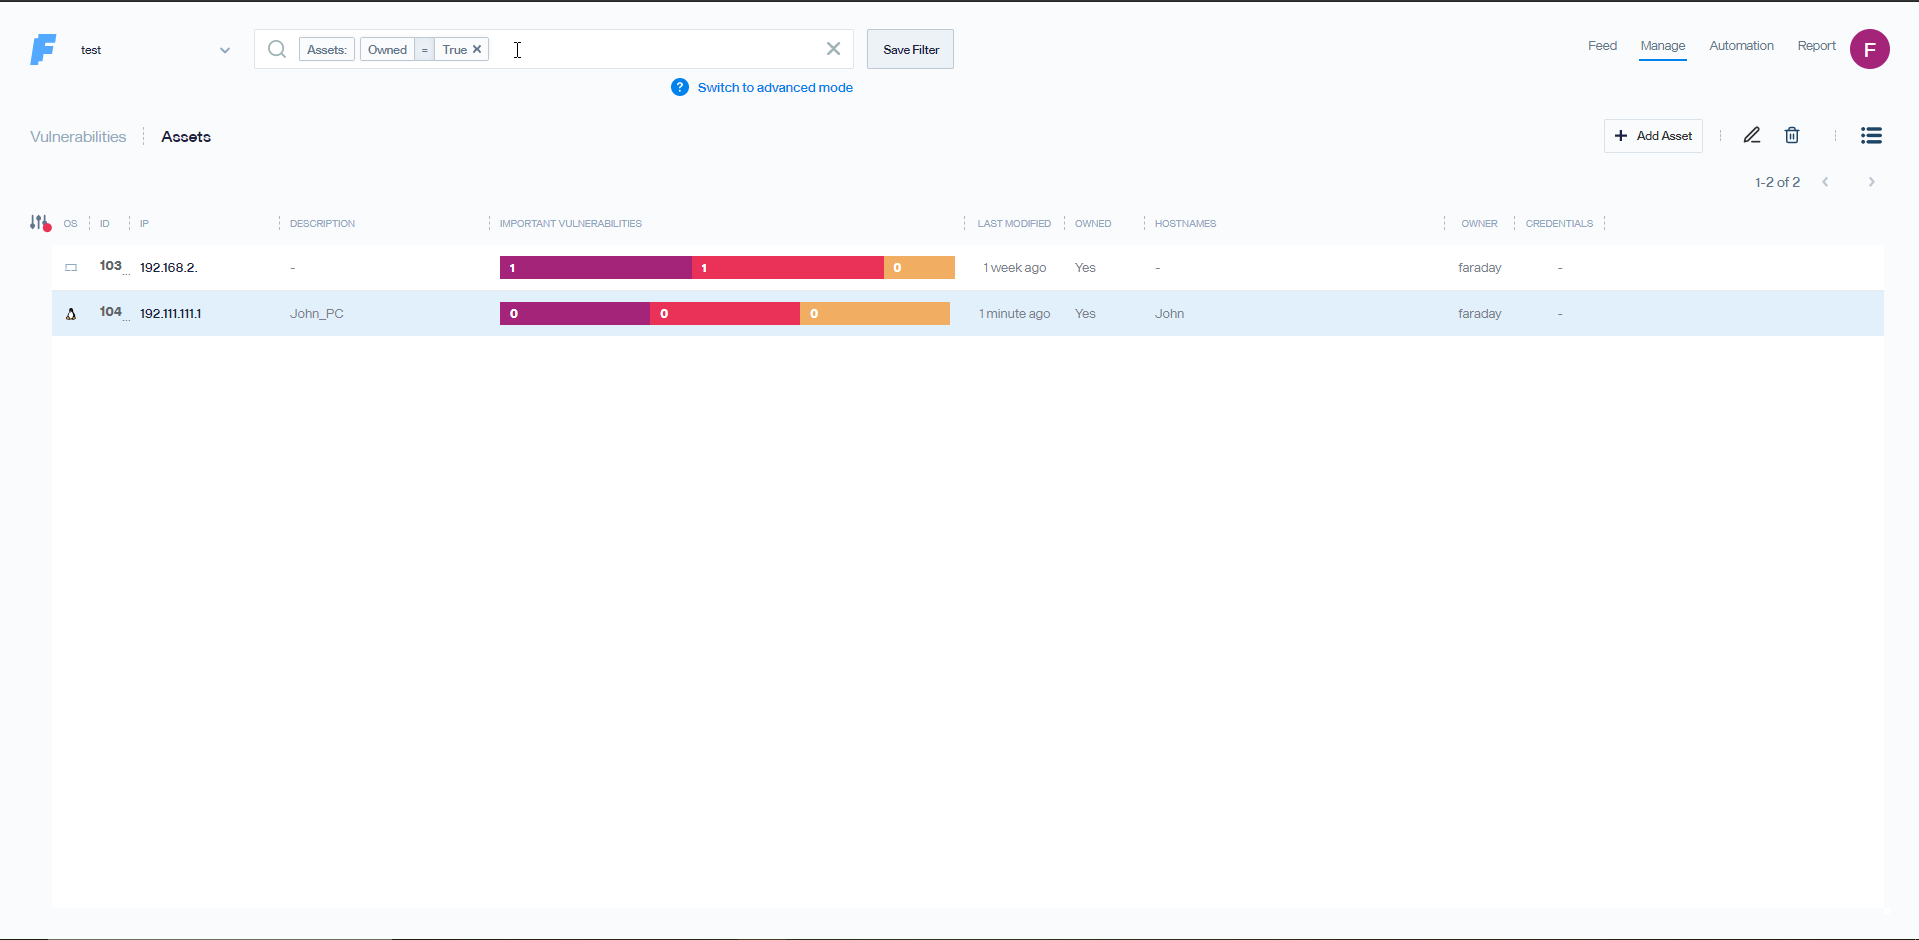 test
Assets: Owned = True
Save Filter
Feed Manage Automation Report F
? Switch to advanced mode
Vulnerabilities Assets
Add Asset
1-2 of 2
OS ID IP DESCRIPTION IMPORTANT VULNERABILITIES LAST MODIFIED OWNED HOSTNAMES OWNER CREDENTIALS
103... 192.168.2. - 1 1 0 1 week ago Yes - faraday -
104... 192.111.111.1 John_PC 0 0 0 1 minute ago Yes John faraday -